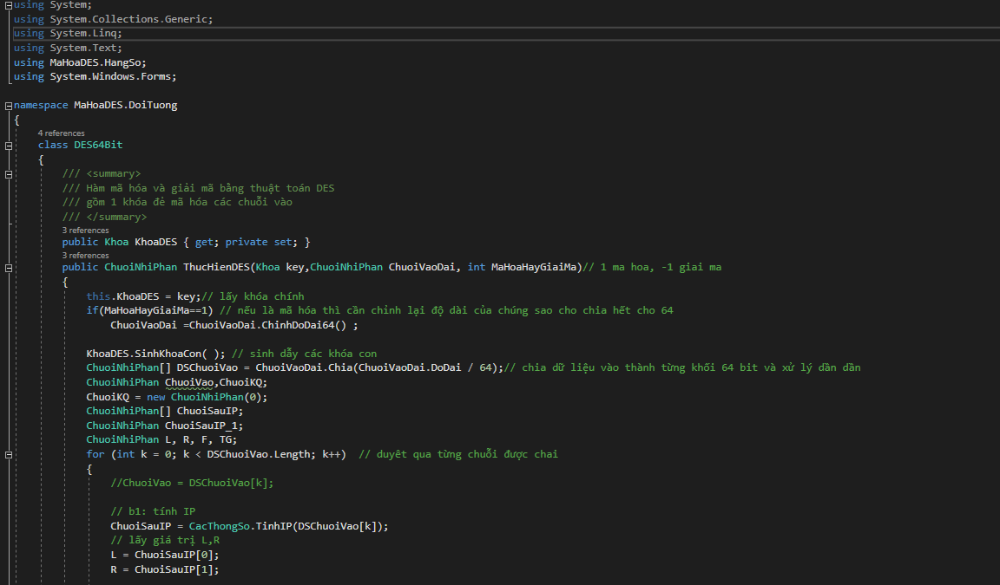 using System;
using System.Collections.Generic;
using System.Linq;
using System.Text;
using MaHoaDES.HangSo;
using System.Windows.Forms;
namespace MaHoaDES.DoiTuong
{
4 references
class DES64Bit
{
/// <summary>
/// Hàm mã hóa và giải mã bằng thuật toán DES
/// gồm 1 khóa đẻ mã hóa các chuỗi vào
/// </summary>
3 references
public Khoa KhoaDES { get; private set; }
3 references
public ChuoiNhiPhan ThucHienDES(Khoa key,ChuoiNhiPhan ChuoiVaoDai, int MaHoaHayGiaiMa)// 1 ma hoa, -1 giai ma
{
this.KhoaDES = key;// lấy khóa chính
if(MaHoaHayGiaiMa==1) // nếu là mã hóa thì cần chỉnh lại độ dài của chúng sao cho chia hết cho 64
ChuoiVaoDai =ChuoiVaoDai.ChinhDoDai64() ;
KhoaDES.SinhKhoaCon( ); // sinh dẫy các khóa con
ChuoiNhiPhan[] DSChuoiVao = ChuoiVaoDai.Chia(ChuoiVaoDai.DoDai / 64);// chia dữ liệu vào thành từng khối 64 bit và xử lý dần dần
ChuoiNhiPhan ChuoiVao,ChuoiKQ;
ChuoiKQ = new ChuoiNhiPhan(0);
ChuoiNhiPhan[] ChuoiSauIP;
ChuoiNhiPhan ChuoiSauIP_1;
ChuoiNhiPhan L, R, F, TG;
for (int k = 0; k < DSChuoiVao.Length; k++)  // duyêt qua từng chuỗi được chai
{
//ChuoiVao = DSChuoiVao[k];
// b1: tính IP
ChuoiSauIP = CacThongSo.TinhIP(DSChuoiVao[k]);
// lấy giá trị L,R
L = ChuoiSauIP[0];
R = ChuoiSauIP[1];